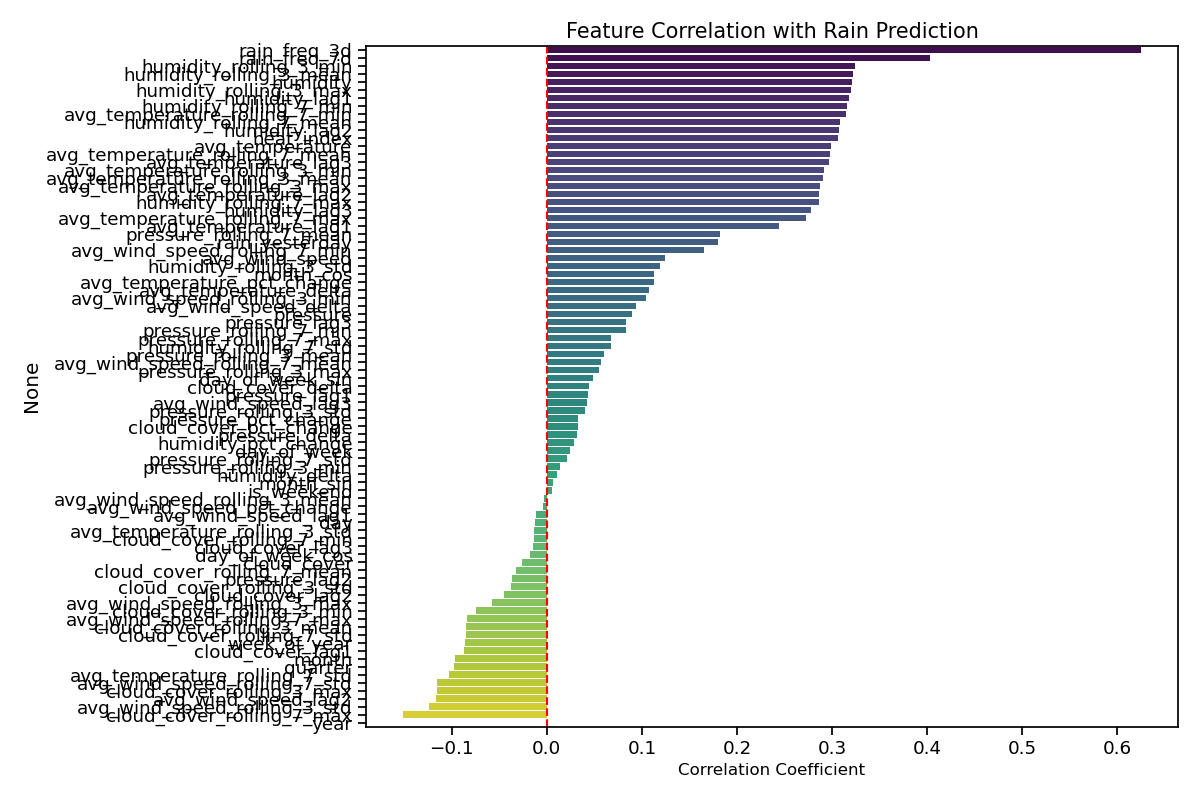 Feature Correlation with Rain Prediction
rain_freq_3d
rain_freq_7d
humidity_rolling_3_min
humidity_rolling_3_mean
humidity
humidity_rolling_3_max
humidity_lag1
humidity_rolling_7_min
avg_temperature_rolling_7_min
humidity_rolling_7_mean
humidity_lag2
heat_index
avg_temperature
avg_temperature_rolling_7_mean
avg_temperature_lag3
avg_temperature_rolling_3_min
avg_temperature_rolling_3_mean
avg_temperature_rolling_3_max
avg_temperature_lag2
humidity_rolling_7_max
humidity_lag3
avg_temperature_rolling_7_max
avg_temperature_lag1
pressure_rolling_7_mean
rain_yesterday
avg_wind_speed_rolling_7_min
avg_wind_speed
humidity_rolling_3_std
month_cos
avg_temperature_pct_change
avg_temperature_delta
avg_wind_speed_rolling_3_min
avg_wind_speed_delta
pressure
pressure_lag3
pressure_rolling_7_min
pressure_rolling_7_max
humidity_rolling_7_std
pressure_rolling_3_mean
avg_wind_speed_rolling_7_mean
pressure_rolling_3_max
day_of_week_sin
cloud_cover_delta
pressure_lag1
avg_wind_speed_lag3
pressure_rolling_3_std
pressure_pct_change
cloud_cover_pct_change
pressure_delta
humidity_pct_change
day_of_week
pressure_rolling_7_std
pressure_rolling_3_min
humidity_delta
month_sin
is_weekend
avg_wind_speed_rolling_3_mean
avg_wind_speed_pct_change
avg_wind_speed_lag1
day
avg_temperature_rolling_3_std
cloud_cover_rolling_7_min
cloud_cover_lag3
day_of_week_cos
cloud_cover
cloud_cover_rolling_7_mean
pressure_lag2
cloud_cover_rolling_3_std
cloud_cover_lag2
avg_wind_speed_rolling_3_max
cloud_cover_rolling_3_min
avg_wind_speed_rolling_7_max
cloud_cover_rolling_3_mean
cloud_cover_rolling_7_std
week_of_year
cloud_cover_lag1
month
quarter
avg_temperature_rolling_7_std
avg_wind_speed_rolling_7_std
cloud_cover_rolling_3_max
avg_wind_speed_lag2
avg_wind_speed_rolling_3_std
cloud_cover_rolling_7_max
year
None
−0.1 0.0 0.1 0.2 0.3 0.4 0.5 0.6
Correlation Coefficient